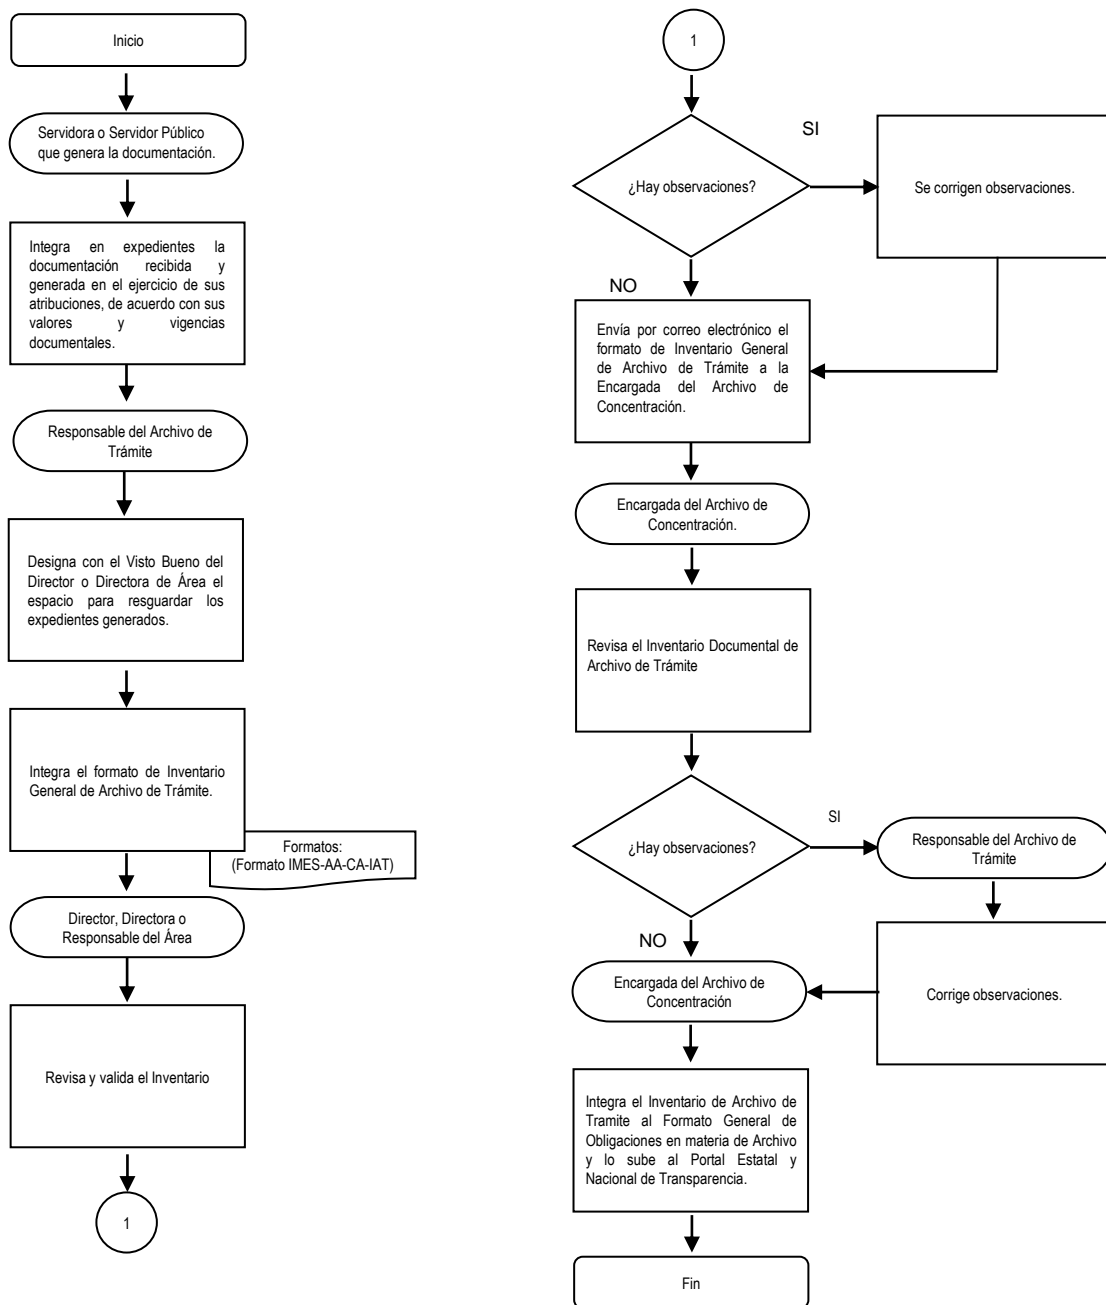 Inicio
Servidora o Servidor Público
que genera la documentación.
Integra en expedientes la
documentación recibida y
generada en el ejercicio de sus
atribuciones, de acuerdo con sus
valores y vigencias
documentales.
Responsable del Archivo de
Trámite
Designa con el Visto Bueno del
Director o Directora de Área el
espacio para resguardar los
expedientes generados.
Integra el formato de Inventario
General de Archivo de Trámite.
Formatos:
(Formato IMES-AA-CA-IAT)
Director, Directora o
Responsable del Área
Revisa y valida el Inventario
1
1
¿Hay observaciones?
SI
Se corrigen observaciones.
NO
Envía por correo electrónico el
formato de Inventario General
de Archivo de Trámite a la
Encargada del Archivo de
Concentración.
Encargada del Archivo de
Concentración.
Revisa el Inventario Documental de
Archivo de Trámite
¿Hay observaciones?
SI
Responsable del Archivo de
Trámite
Corrige observaciones.
NO
Encargada del Archivo de
Concentración
Integra el Inventario de Archivo de
Tramite al Formato General de
Obligaciones en materia de Archivo
y lo sube al Portal Estatal y
Nacional de Transparencia.
Fin